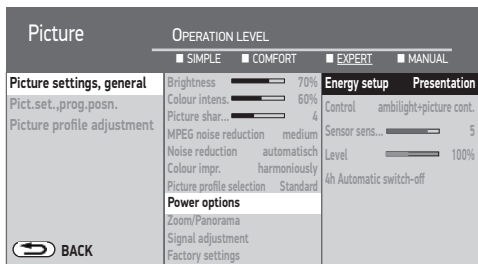 Picture
OPERATION LEVEL
SIMPLE COMFORT EXPERT MANUAL
Picture settings, general
Pict.set.,prog.posn.
Picture profile adjustment
BACK
Brightness 70%
Colour intens. 60%
Picture shar... 4
MPEG noise reduction medium
Noise reduction automatisch
Colour impr. harmoniously
Picture profile selection Standard
Power options
Zoom/Panorama
Signal adjustment
Factory settings
Energy setup Presentation
Control ambilight+picture cont.
Sensor sens... 5
Level 100%
4h Automatic switch-off